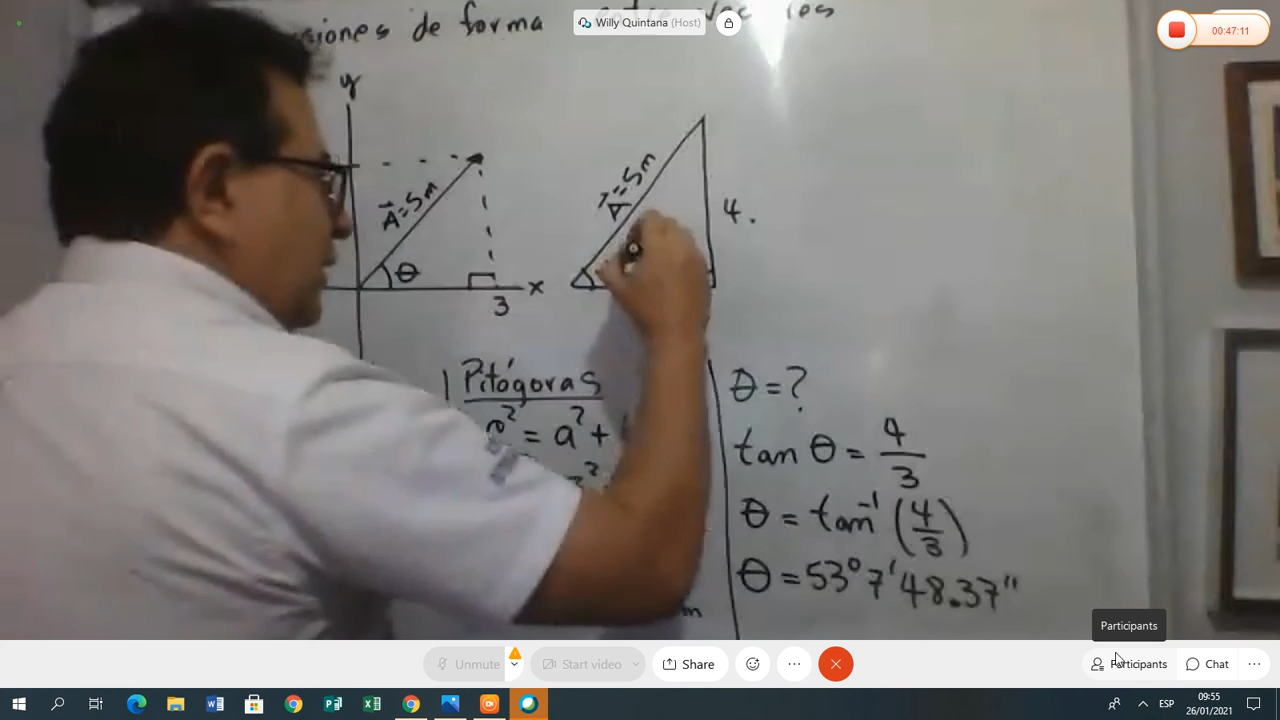 Willy Quintana (Host)
00:47:11
de forma
y
A⃗ = 5m
θ
x
3
A⃗ = 5m
4.
Pitágoras
= a² +
θ = ?
tan θ = 4/3
θ = tan⁻¹ (4/3)
θ = 53° 7' 48.37"
m
Participants
Unmute
Start video
Share
Participants
Chat
ESP
09:55
26/01/2021